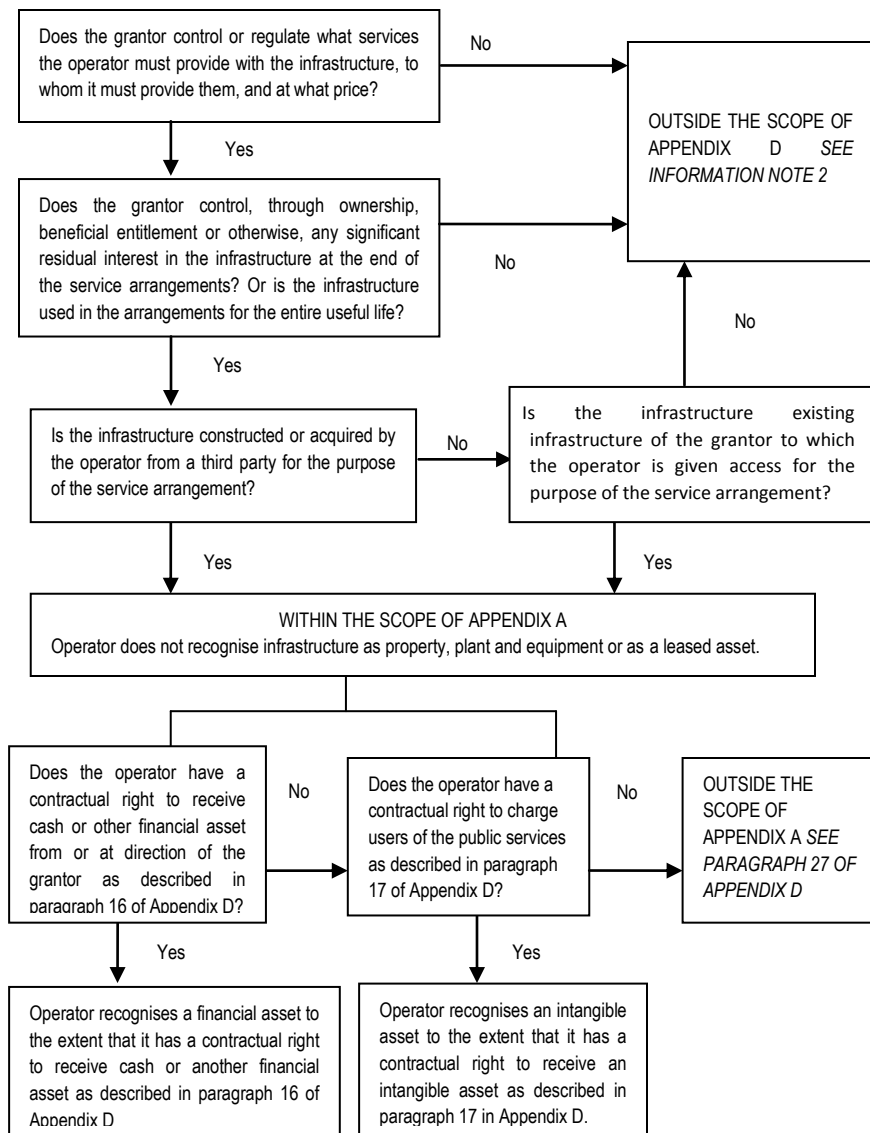 Does the grantor control or regulate what services
the operator must provide with the infrastructure, to
whom it must provide them, and at what price?
No
OUTSIDE THE SCOPE OF
APPENDIX D SEE
INFORMATION NOTE 2
Yes
Does the grantor control, through ownership,
beneficial entitlement or otherwise, any significant
residual interest in the infrastructure at the end of
the service arrangements? Or is the infrastructure
used in the arrangements for the entire useful life?
No
No
Yes
Is the infrastructure constructed or acquired by
the operator from a third party for the purpose
of the service arrangement?
No
Is the infrastructure existing
infrastructure of the grantor to which
the operator is given access for the
purpose of the service arrangement?
Yes
Yes
WITHIN THE SCOPE OF APPENDIX A
Operator does not recognise infrastructure as property, plant and equipment or as a leased asset.
Does the operator have a
contractual right to receive
cash or other financial asset
from or at direction of the
grantor as described in
paragraph 16 of Appendix D?
No
Does the operator have a
contractual right to charge
users of the public services
as described in paragraph
17 of Appendix D?
No
OUTSIDE THE
SCOPE OF
APPENDIX A SEE
PARAGRAPH 27 OF
APPENDIX D
Yes
Yes
Operator recognises a financial asset to
the extent that it has a contractual right
to receive cash or another financial
asset as described in paragraph 16 of
Appendix D
Operator recognises an intangible
asset to the extent that it has a
contractual right to receive an
intangible asset as described in
paragraph 17 in Appendix D.